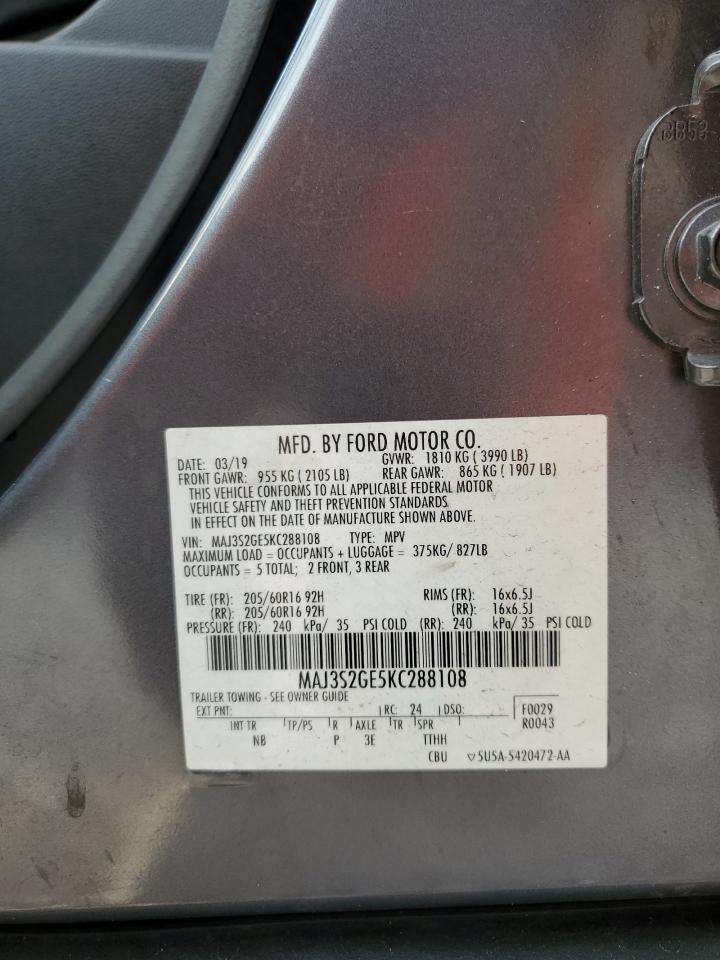 3B53
MFD. BY FORD MOTOR CO.
DATE: 03/19 GVWR: 1810 KG ( 3990 LB)
FRONT GAWR: 955 KG ( 2105 LB) REAR GAWR: 865 KG ( 1907 LB)
THIS VEHICLE CONFORMS TO ALL APPLICABLE FEDERAL MOTOR
VEHICLE SAFETY AND THEFT PREVENTION STANDARDS
IN EFFECT ON THE DATE OF MANUFACTURE SHOWN ABOVE.
VIN: MAJ3S2GE5KC288108 TYPE: MPV
MAXIMUM LOAD = OCCUPANTS + LUGGAGE = 375KG/ 827LB
OCCUPANTS = 5 TOTAL; 2 FRONT, 3 REAR
TIRE (FR): 205/60R16 92H RIMS (FR): 16x6.5J
(RR): 205/60R16 92H (RR): 16x6.5J
PRESSURE (FR): 240 kPa/ 35 PSI COLD (RR): 240 kPa/ 35 PSI COLD
MAJ3S2GE5KC288108
TRAILER TOWING - SEE OWNER GUIDE
EXT PNT: RC: 24 DSO: F0029
INT TR TP/PS R AXLE TR SPR R0043
NB P 3E TTHH
CBU ▽5U5A-5420472-AA